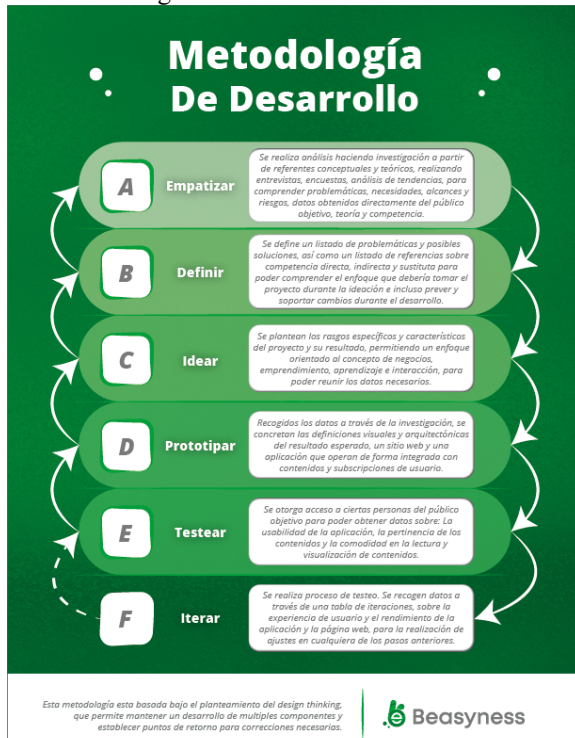 Metodología
De Desarrollo
A
Empatizar
Se realiza análisis haciendo investigación a partir
de referentes conceptuales y teóricos, realizando
entrevistas, encuestas, análisis de tendencias, para
comprender problemáticas, necesidades, alcances y
riesgos, datos obtenidos directamente del público
objetivo, teoría y competencia.
B
Definir
Se define un listado de problemáticas y posibles
soluciones, así como un listado de referencias sobre
competencia directa, indirecta y sustituta para
poder comprender el enfoque que debería tomar el
proyecto durante la ideación e incluso prever y
soportar cambios durante el desarrollo.
C
Idear
Se plantean los rasgos específicos y característicos
del proyecto y su resultado, permitiendo un enfoque
orientado al concepto de negocios,
emprendimiento, aprendizaje e interacción, para
poder reunir los datos necesarios.
D
Prototipar
Recogidos los datos a través de la investigación, se
concretan las definiciones visuales y arquitectónicas
del resultado esperado, un sitio web y una
aplicación que operan de forma integrada con
contenidos y subscripciones de usuario.
E
Testear
Se otorga acceso a ciertas personas del público
objetivo para poder obtener datos sobre: La
usabilidad de la aplicación, la pertinencia de los
contenidos y la comodidad en la lectura y
visualización de contenidos.
F
Iterar
Se realiza proceso de testeo. Se recogen datos a
través de una tabla de iteraciones, sobre la
experiencia de usuario y el rendimiento de la
aplicación y la página web, para la realización de
ajustes en cualquiera de los pasos anteriores.
Esta metodología esta basada bajo el planteamiento del design thinking,
que permite mantener un desarrollo de multiples componentes y
establecer puntos de retorno para correcciones necesarias.
Beasyness